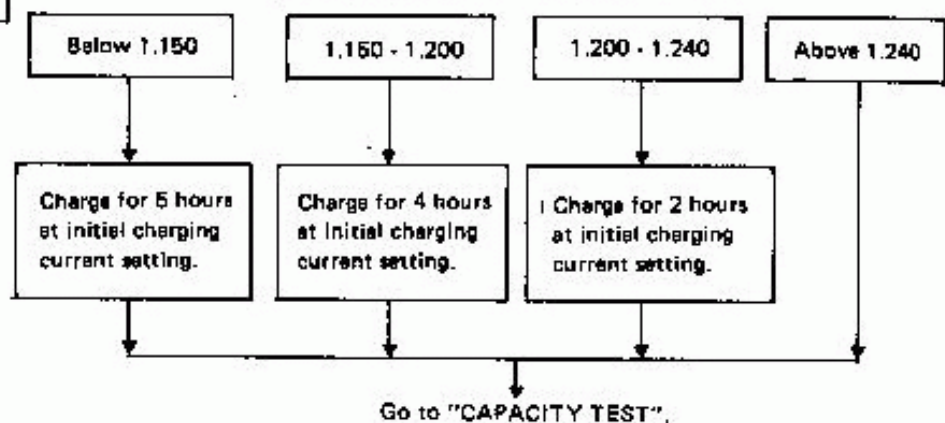 Below 1.150
1.150 - 1.200
1.200 - 1.240
Above 1.240
Charge for 5 hours
at initial charging
current setting.
Charge for 4 hours
at initial charging
current setting.
Charge for 2 hours
at initial charging
current setting.
Go to "CAPACITY TEST".